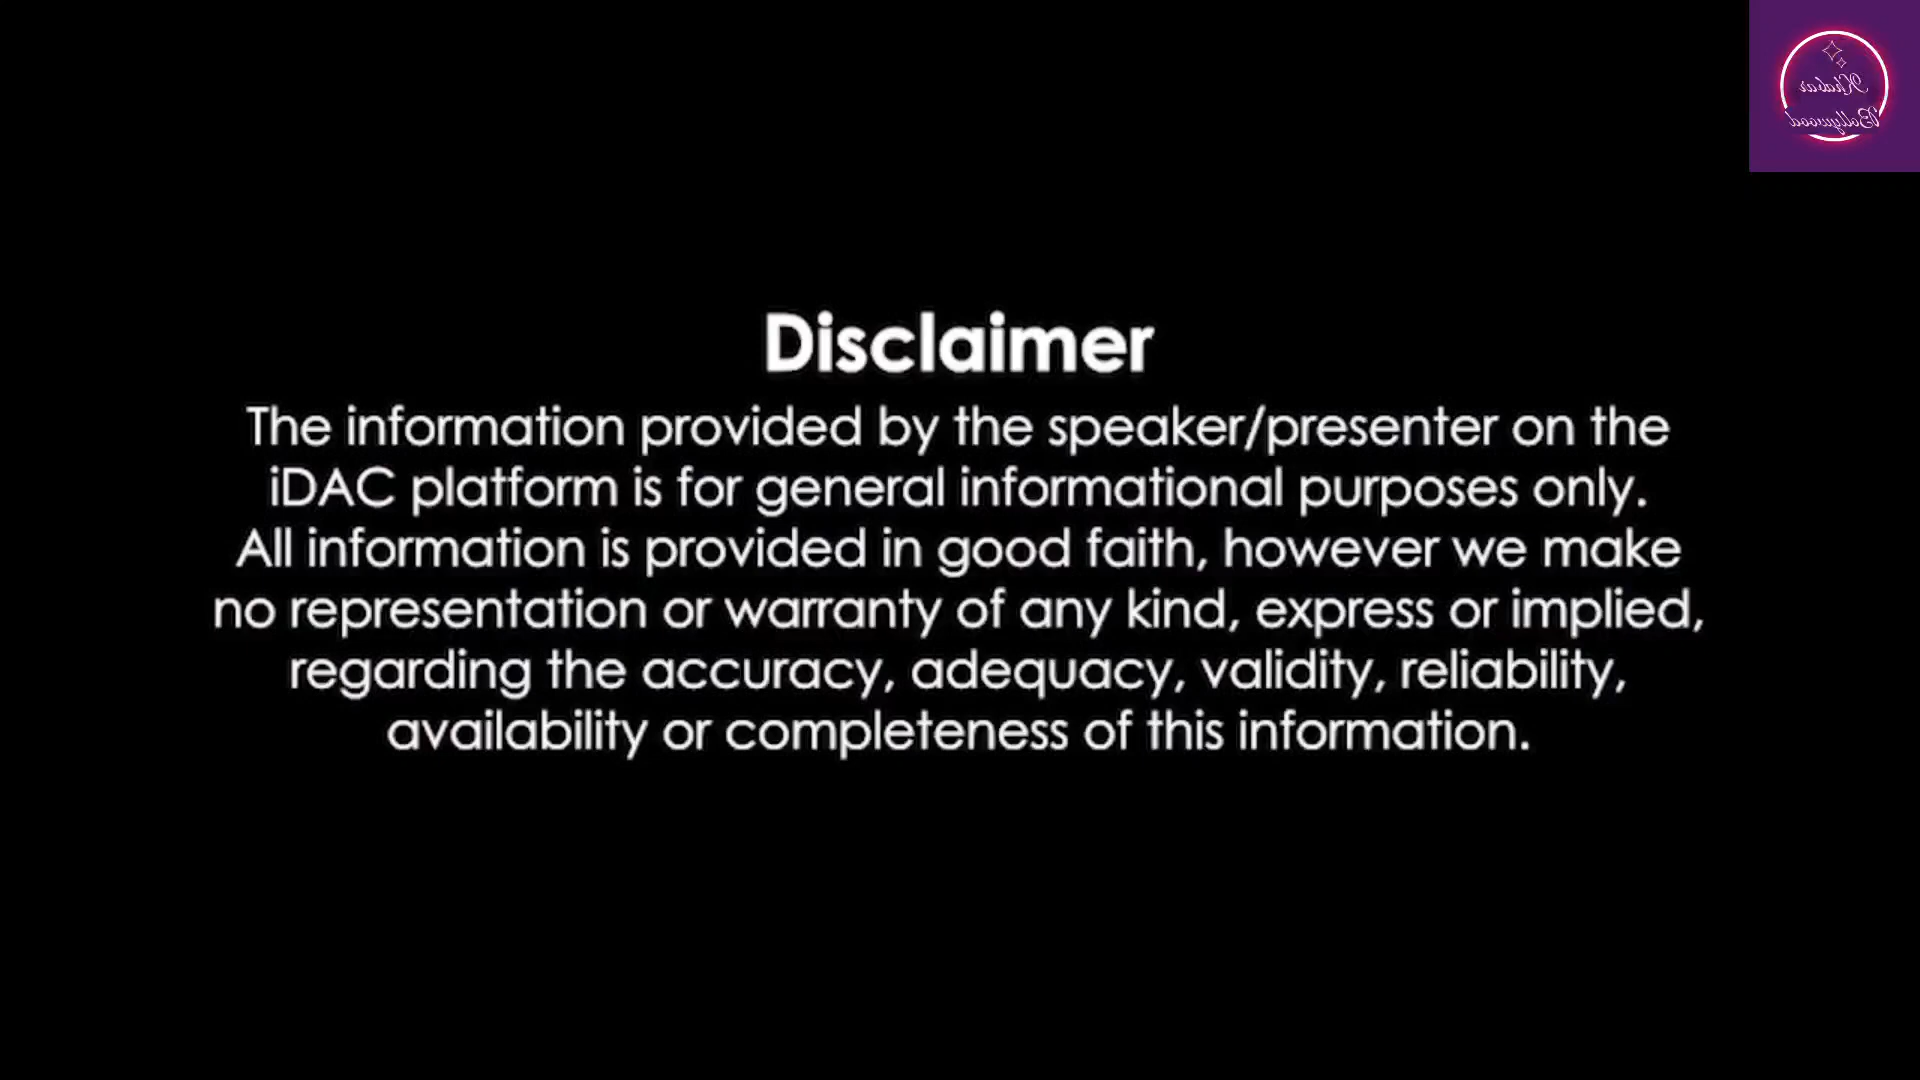 Khabar
Bollywood
Disclaimer
The information provided by the speaker/presenter on the
iDAC platform is for general informational purposes only.
All information is provided in good faith, however we make
no representation or warranty of any kind, express or implied,
regarding the accuracy, adequacy, validity, reliability,
availability or completeness of this information.